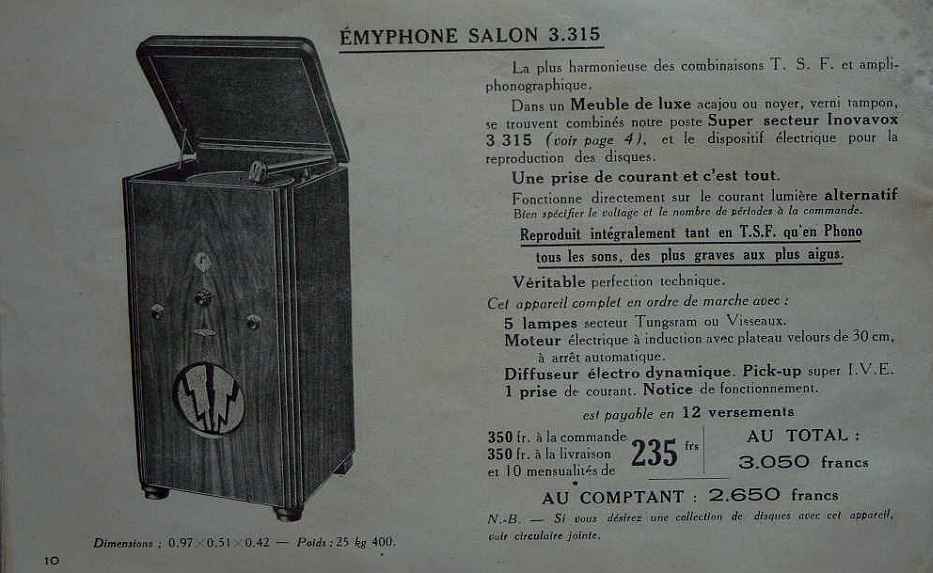 ÉMYPHONE SALON 3.315
La plus harmonieuse des combinaisons T. S. F. et ampli-
phonographique.
Dans un Meuble de luxe acajou ou noyer, verni tampon,
se trouvent combinés notre poste Super secteur Inovavox
3 315 (voir page 4), et le dispositif électrique pour la
reproduction des disques.
Une prise de courant et c'est tout.
Fonctionne directement sur le courant lumière alternatif
Bien spécifier le voltage et le nombre de périodes à la commande.
Reproduit intégralement tant en T.S.F. qu'en Phono
tous les sons, des plus graves aux plus aigus.
Véritable perfection technique.
Cet appareil complet en ordre de marche avec :
5 lampes secteur Tungsram ou Visseaux.
Moteur électrique à induction avec plateau velours de 30 cm,
à arrêt automatique.
Diffuseur électro dynamique. Pick-up super I.V.E.
1 prise de courant. Notice de fonctionnement.
est payable en 12 versements
350 fr. à la commande
350 fr. à la livraison
et 10 mensualités de
235 frs
AU TOTAL :
3.050 francs
AU COMPTANT : 2.650 francs
N.-B. — Si vous désirez une collection de disques avec cet appareil,
voir circulaire jointe.
Dimensions ; 0.97×0.51×0.42 — Poids : 25 kg 400.
10